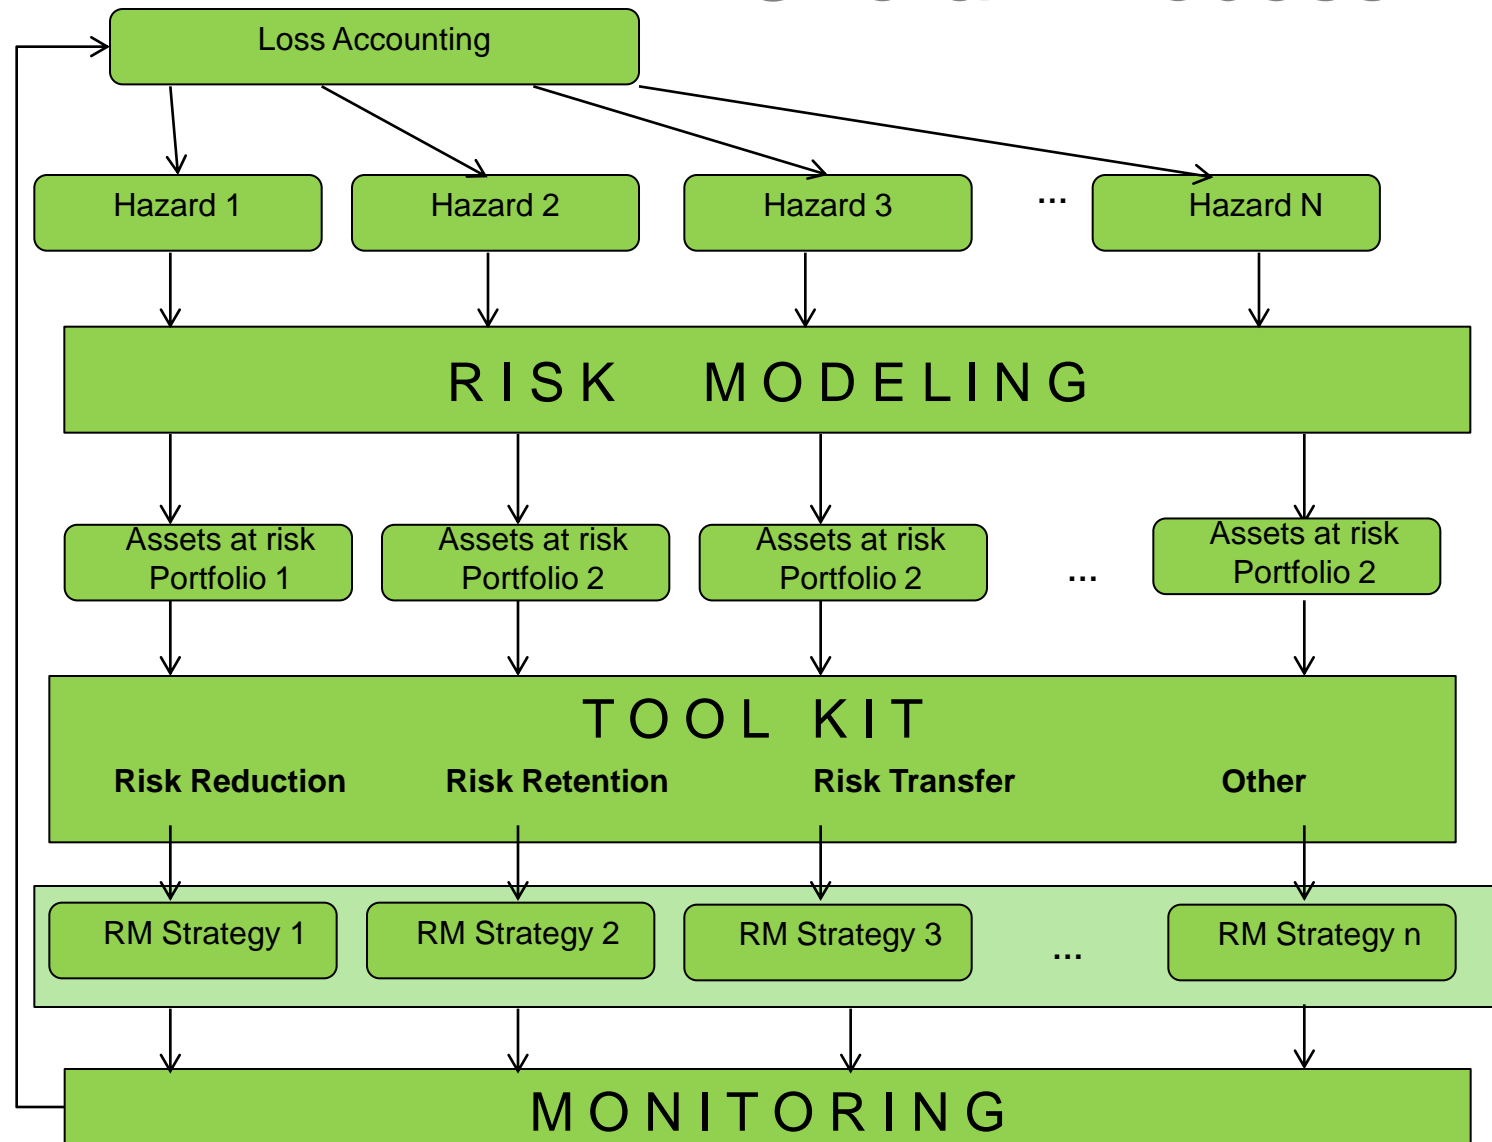 Loss Accounting
Hazard 1
Hazard 2
Hazard 3
...
Hazard N
RISK MODELING
Assets at risk
Portfolio 1
Assets at risk
Portfolio 2
Assets at risk
Portfolio 2
...
Assets at risk
Portfolio 2
TOOL KIT
Risk Reduction
Risk Retention
Risk Transfer
Other
RM Strategy 1
RM Strategy 2
RM Strategy 3
...
RM Strategy n
MONITORING